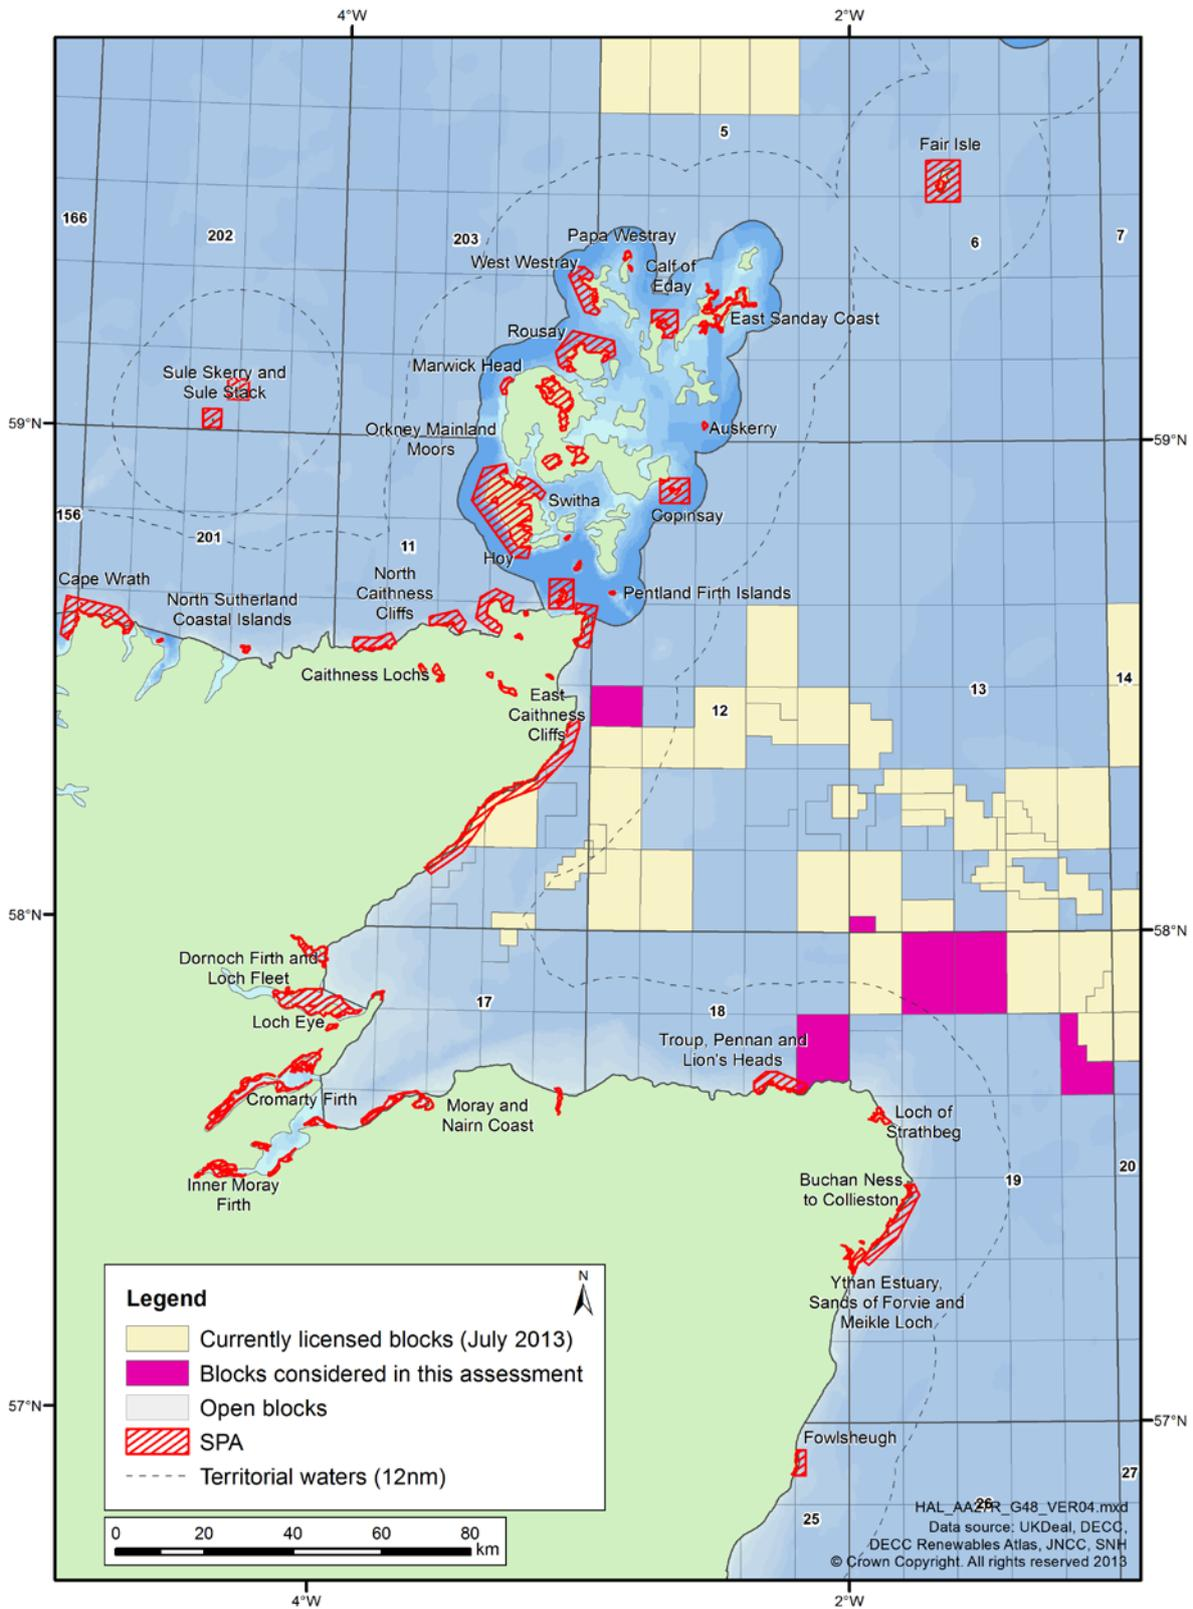 4°W
2°W
5
Fair Isle
166
202
203
6
7
Papa Westray
West Westray
Calf of
Eday
East Sanday Coast
Rousay
Marwick Head
Sule Skerry and
Sule Stack
59°N
59°N
Orkney Mainland
Moors
Auskerry
Switha
Copinsay
156
201
11
Hoy
Cape Wrath
North
Caithness
Cliffs
North Sutherland
Coastal Islands
Pentland Firth Islands
Caithness Lochs
East
Caithness
Cliffs
12
13
14
58°N
58°N
Dornoch Firth and
Loch Fleet
Loch Eye
17
18
Troup, Pennan and
Lion's Heads
Cromarty Firth
Moray and
Nairn Coast
Loch of
Strathbeg
Inner Moray
Firth
Buchan Ness
to Collieston
19
20
Ythan Estuary,
Sands of Forvie and
Meikle Loch
N
Legend
Currently licensed blocks (July 2013)
Blocks considered in this assessment
Open blocks
SPA
Territorial waters (12nm)
57°N
57°N
Fowlsheugh
27
26
25
HAL_AA27R_G48_VER04.mxd
Data source: UKDeal, DECC,
DECC Renewables Atlas, JNCC, SNH
© Crown Copyright. All rights reserved 2013
0 20 40 60 80
km
4°W
2°W